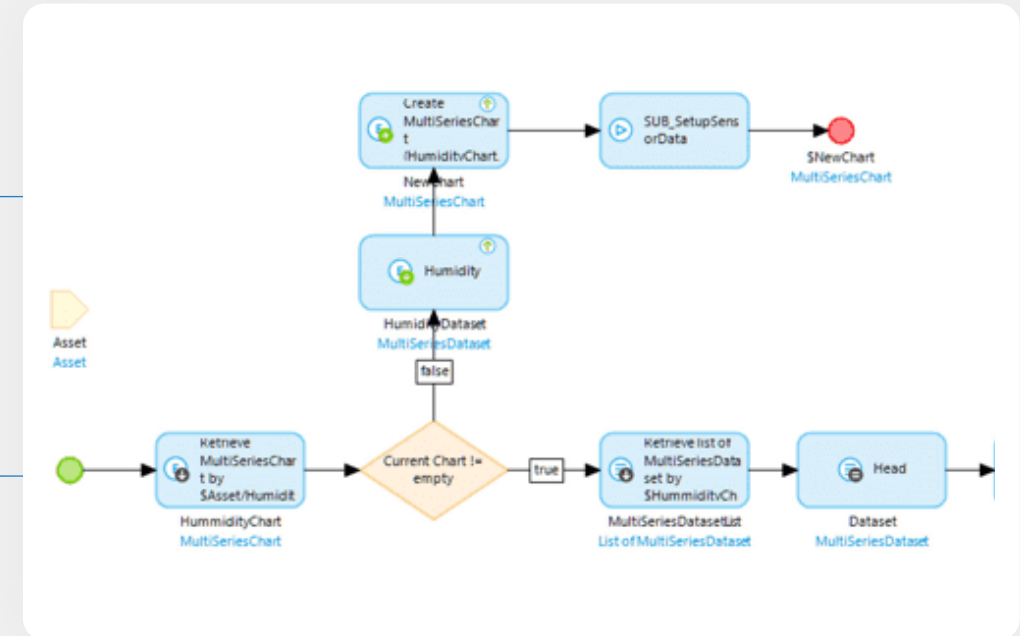 Create
MultiSeriesChar
t
(HumidityChart
NewChart
MultiSeriesChart
SUB_SetupSens
orData
$NewChart
MultiSeriesChart
Humidity
HumidityDataset
MultiSeriesDataset
Asset
Asset
false
Retrieve
MultiSeriesChar
t by
$Asset/Humidit
HummidityChart
MultiSeriesChart
Current Chart !=
empty
true
Retrieve list of
MultiSeriesData
set by
$HummidityCh
MultiSeriesDatasetList
List of MultiSeriesDataset
Head
Dataset
MultiSeriesDataset